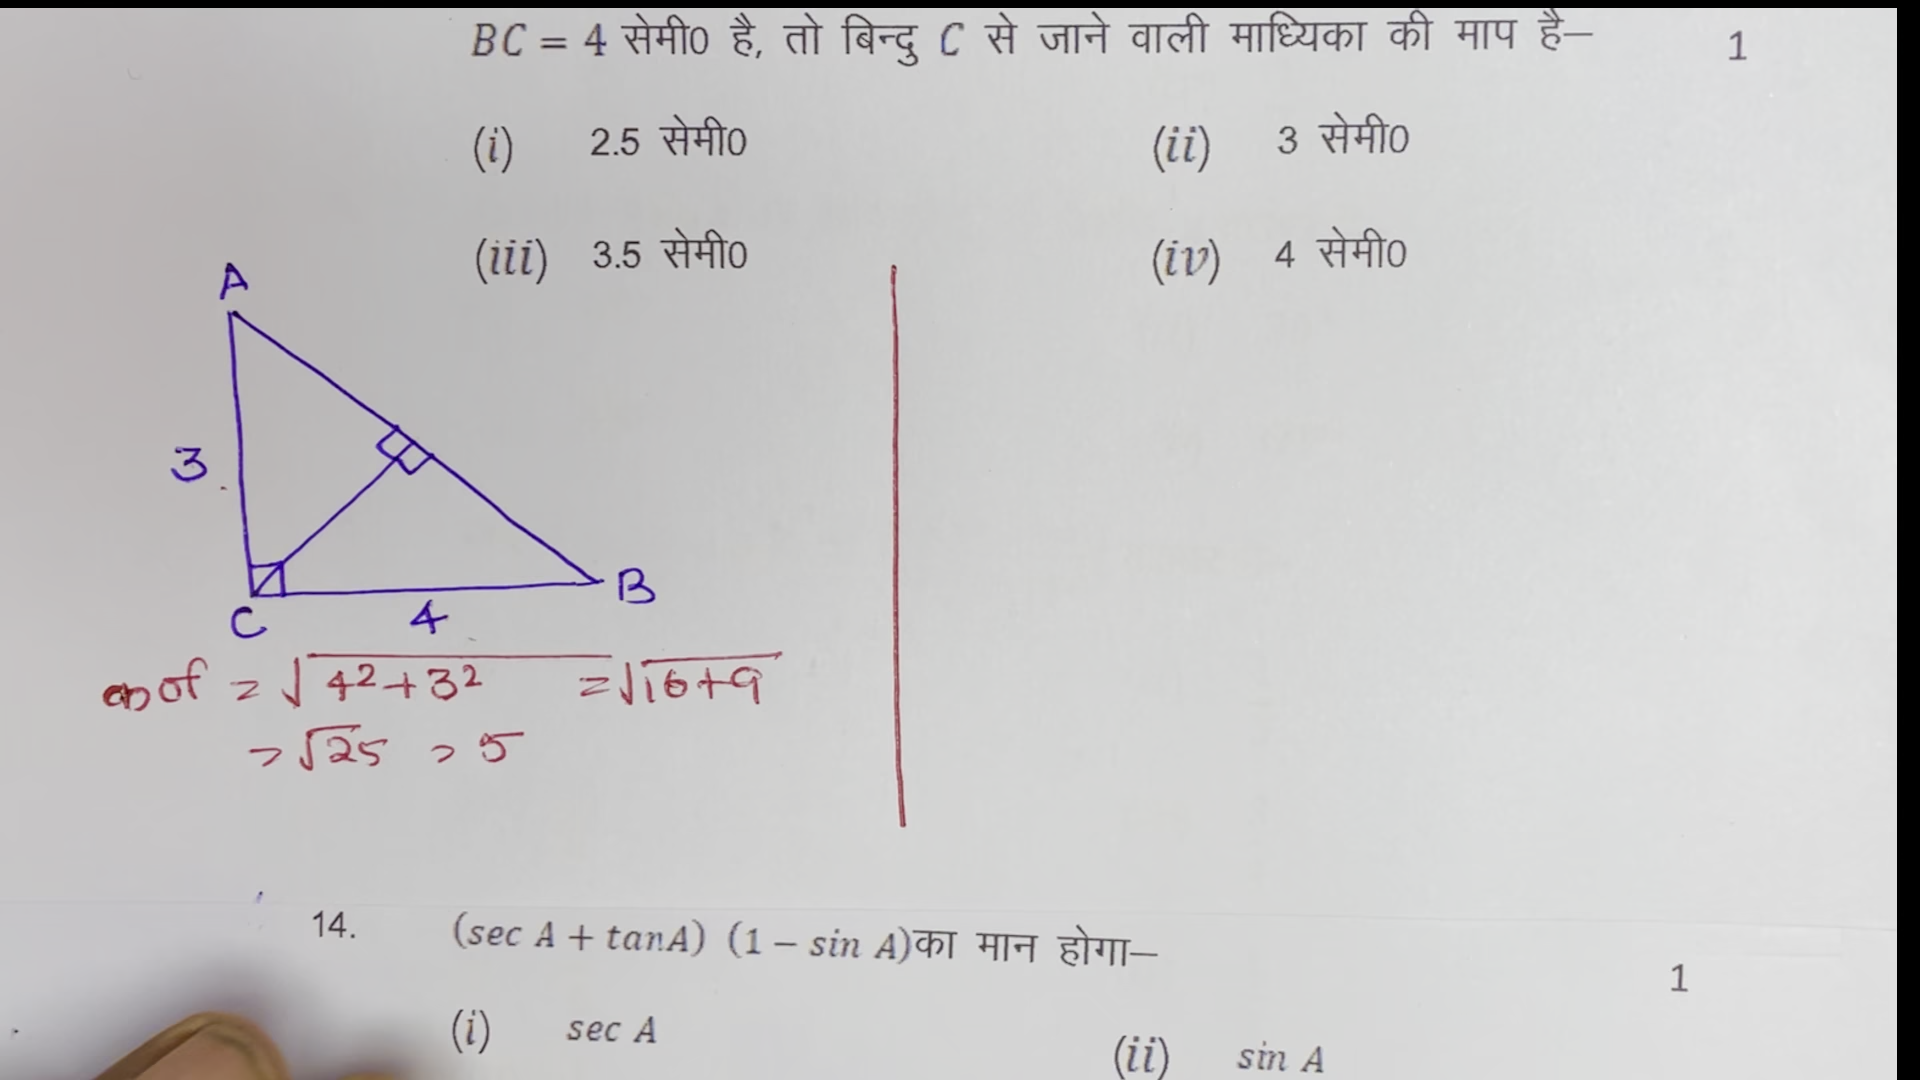 BC = 4 सेमी0 है, तो बिन्दु C से जाने वाली माध्यिका की माप है— 1
(i) 2.5 सेमी0 (ii) 3 सेमी0
(iii) 3.5 सेमी0 (iv) 4 सेमी0
A
3
C 4 B
कर्ण = √4²+3² = √16+9
= √25 = 5
14. (sec A + tan A) (1 − sin A)का मान होगा— 1
(i) sec A (ii) sin A